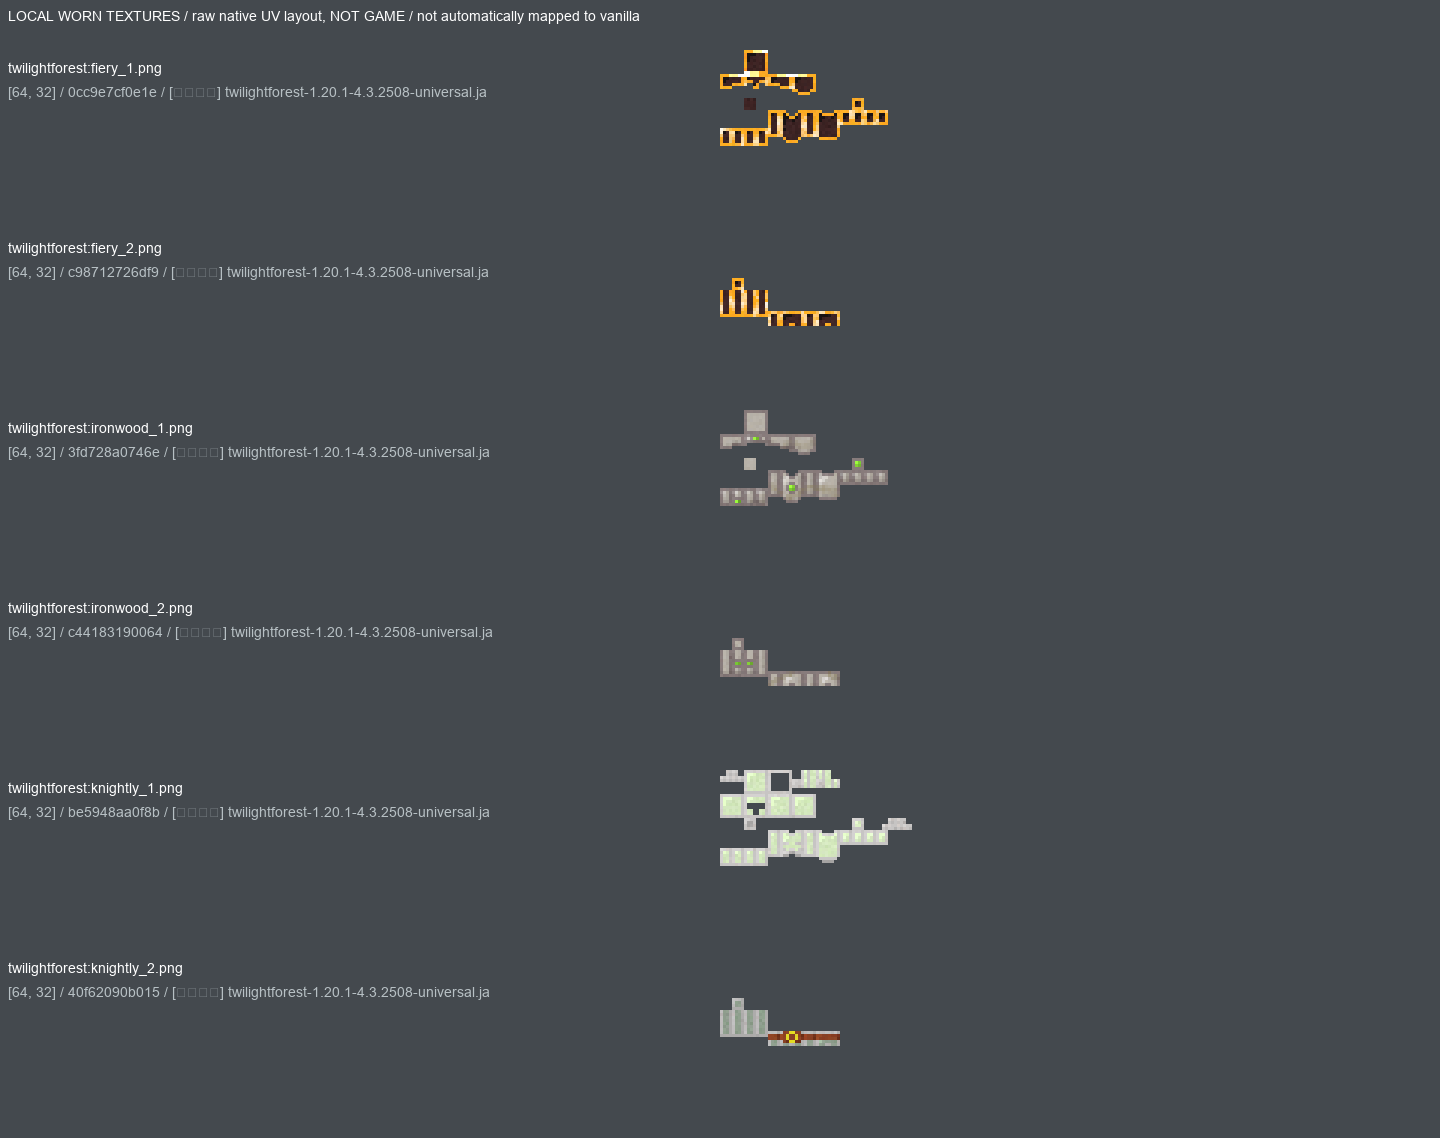 LOCAL WORN TEXTURES / raw native UV layout, NOT GAME / not automatically mapped to vanilla
twilightforest:fiery_1.png
[64, 32] / 0cc9e7cf0e1e / [□□□□] twilightforest-1.20.1-4.3.2508-universal.ja
twilightforest:fiery_2.png
[64, 32] / c98712726df9 / [□□□□] twilightforest-1.20.1-4.3.2508-universal.ja
twilightforest:ironwood_1.png
[64, 32] / 3fd728a0746e / [□□□□] twilightforest-1.20.1-4.3.2508-universal.ja
twilightforest:ironwood_2.png
[64, 32] / c44183190064 / [□□□□] twilightforest-1.20.1-4.3.2508-universal.ja
twilightforest:knightly_1.png
[64, 32] / be5948aa0f8b / [□□□□] twilightforest-1.20.1-4.3.2508-universal.ja
twilightforest:knightly_2.png
[64, 32] / 40f62090b015 / [□□□□] twilightforest-1.20.1-4.3.2508-universal.ja